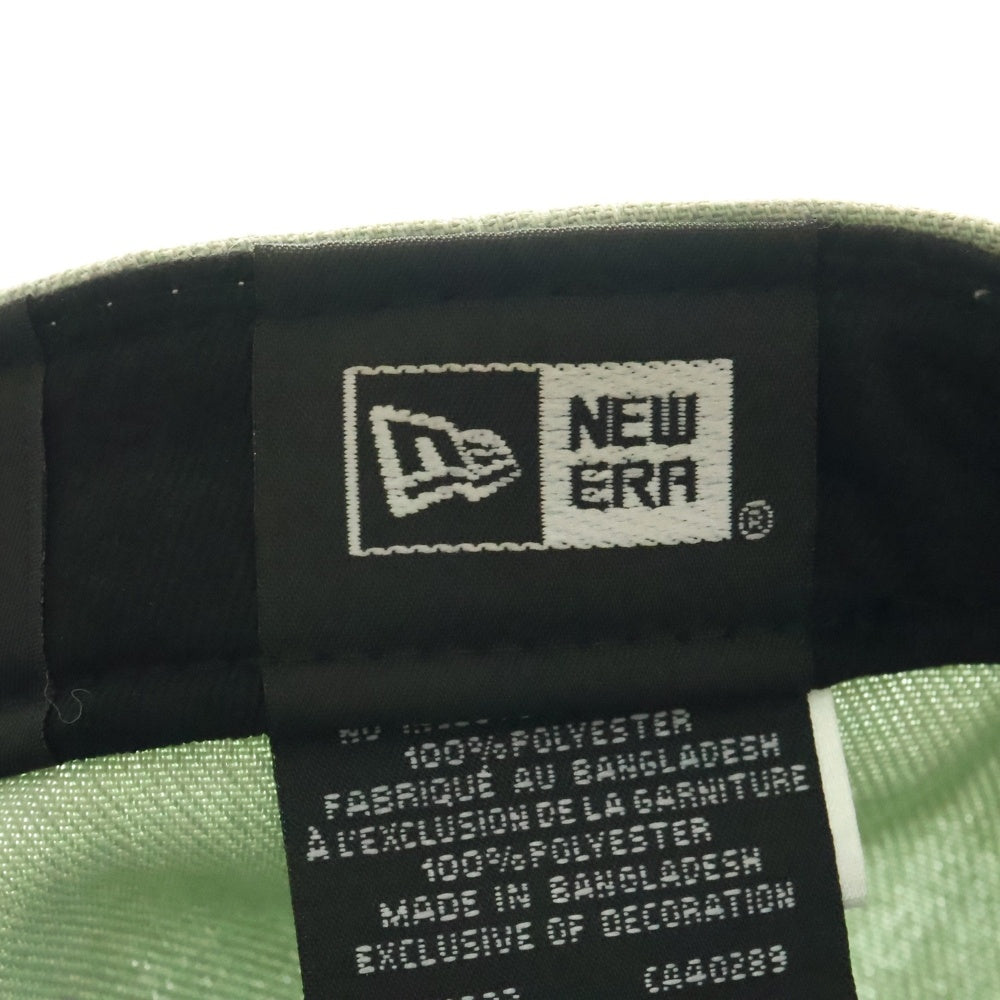 NEW
ERA
®
100% POLYESTER
FABRIQUÉ AU BANGLADESH
À L'EXCLUSION DE LA GARNITURE
100% POLYESTER
MADE IN BANGLADESH
EXCLUSIVE OF DECORATION
CA40289